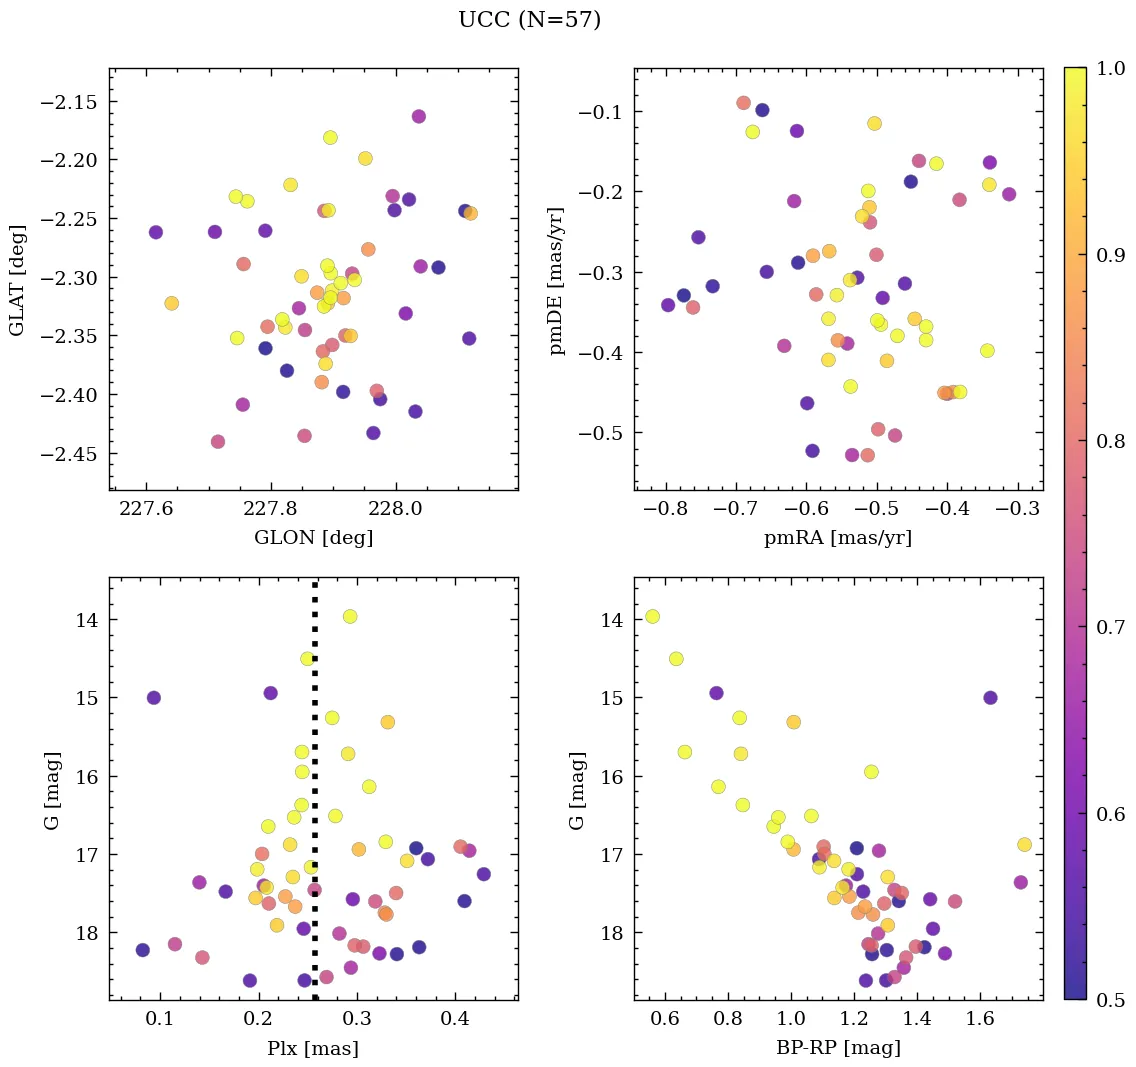 UCC (N=57)
−2.15
−2.20
−2.25
−2.30
−2.35
−2.40
−2.45
GLAT [deg]
227.6 227.8 228.0
GLON [deg]
−0.1
−0.2
−0.3
−0.4
−0.5
pmDE [mas/yr]
−0.8 −0.7 −0.6 −0.5 −0.4 −0.3
pmRA [mas/yr]
14
15
16
17
18
G [mag]
0.1 0.2 0.3 0.4
Plx [mas]
14
15
16
17
18
G [mag]
0.6 0.8 1.0 1.2 1.4 1.6
BP-RP [mag]
1.0
0.9
0.8
0.7
0.6
0.5